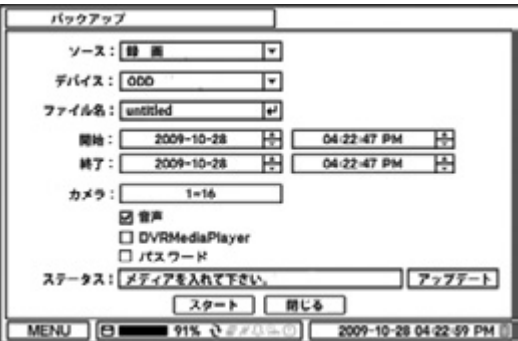 バックアップ
ソース: 録 画
デバイス: ODD
ファイル名: untitled
開始: 2009-10-28 04:22:47 PM
終了: 2009-10-28 04:22:47 PM
カメラ: 1-16
音声
DVRMediaPlayer
パスワード
ステータス: メディアを入れて下さい。 アップデート
スタート 閉じる
MENU 91% 2009-10-28 04:22:59 PM